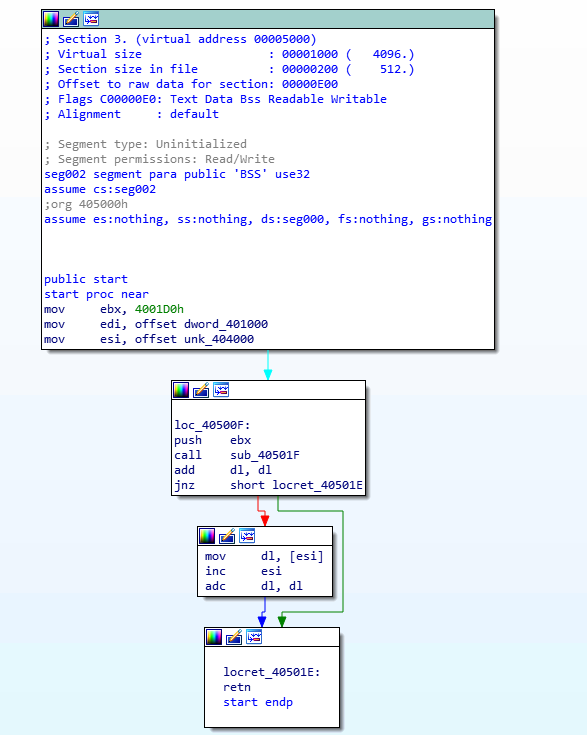 ; Section 3. (virtual address 00005000)
; Virtual size                  : 00001000 (   4096.)
; Section size in file          : 00000200 (    512.)
; Offset to raw data for section: 00000E00
; Flags C00000E0: Text Data Bss Readable Writable
; Alignment     : default
; Segment type: Uninitialized
; Segment permissions: Read/Write
seg002 segment para public 'BSS' use32
assume cs:seg002
;org 405000h
assume es:nothing, ss:nothing, ds:seg000, fs:nothing, gs:nothing
public start
start proc near
mov     ebx, 4001D0h
mov     edi, offset dword_401000
mov     esi, offset unk_404000
loc_40500F:
push    ebx
call    sub_40501F
add     dl, dl
jnz     short locret_40501E
mov     dl, [esi]
inc     esi
adc     dl, dl
locret_40501E:
retn
start endp